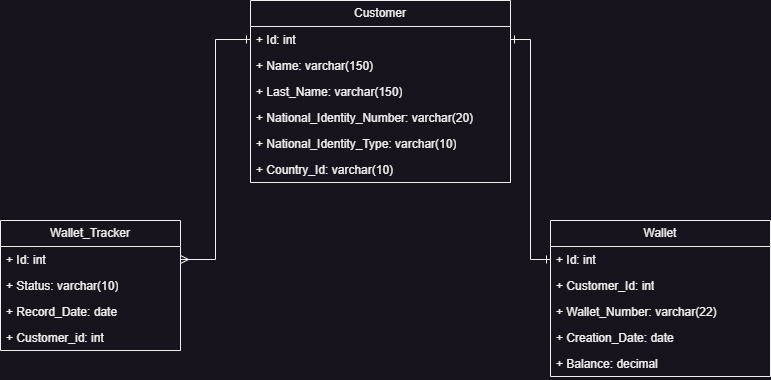 Customer
+ Id: int
+ Name: varchar(150)
+ Last_Name: varchar(150)
+ National_Identity_Number: varchar(20)
+ National_Identity_Type: varchar(10)
+ Country_Id: varchar(10)
Wallet_Tracker
+ Id: int
+ Status: varchar(10)
+ Record_Date: date
+ Customer_id: int
Wallet
+ Id: int
+ Customer_Id: int
+ Wallet_Number: varchar(22)
+ Creation_Date: date
+ Balance: decimal